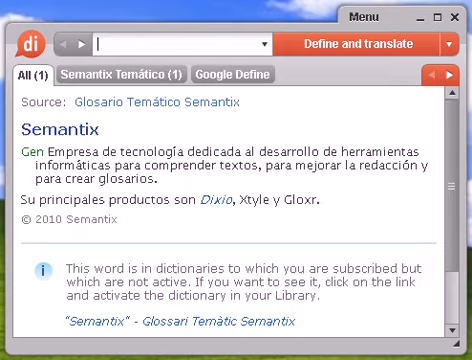 Menu
di
Define and translate
All (1)
Semantix Temático (1)
Google Define
Source: Glosario Temático Semantix
Semantix
Gen Empresa de tecnología dedicada al desarrollo de herramientas
informáticas para comprender textos, para mejorar la redacción y
para crear glosarios.
Su principales productos son Dixio, Xtyle y Gloxr.
© 2010 Semantix
i
This word is in dictionaries to which you are subscribed but
which are not active. If you want to see it, click on the link
and activate the dictionary in your Library.
"Semantix" - Glossari Temàtic Semantix